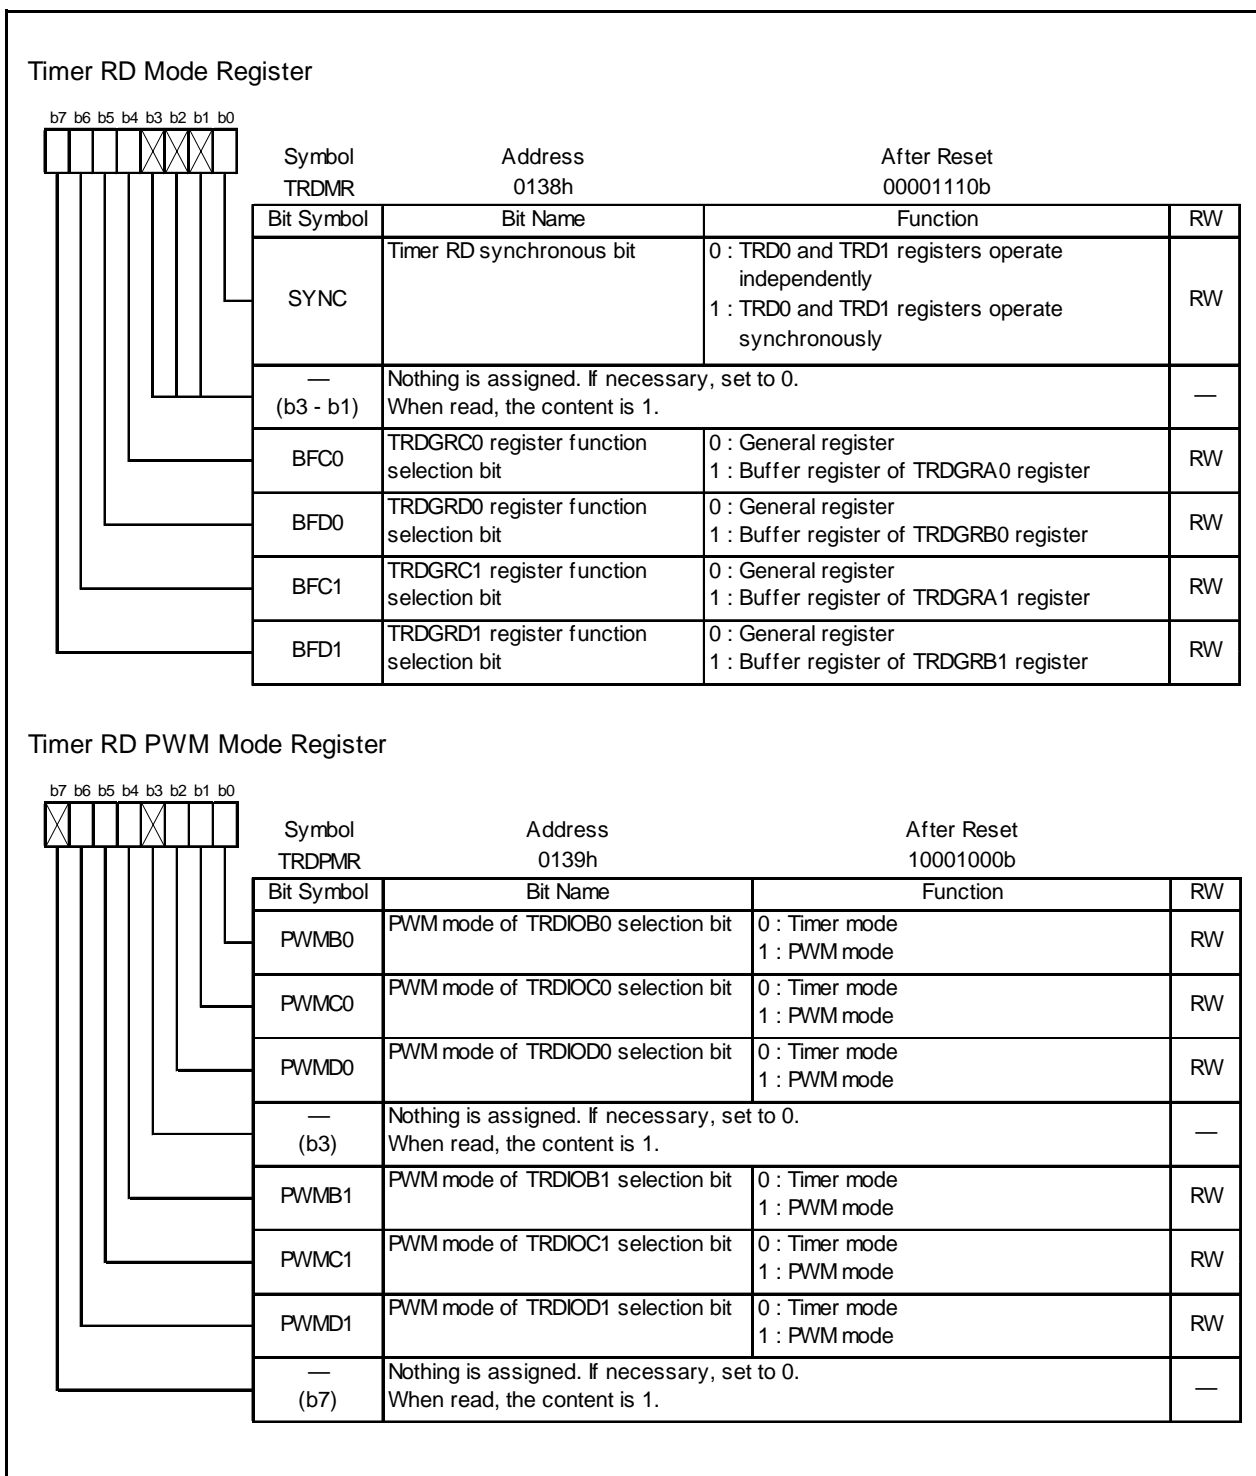 Timer RD Mode Register
b7 b6 b5 b4 b3 b2 b1 b0
Symbol Address After Reset
TRDMR 0138h 00001110b
Bit Symbol Bit Name Function RW
SYNC Timer RD synchronous bit 0 : TRD0 and TRD1 registers operate
independently
1 : TRD0 and TRD1 registers operate
synchronously RW
— Nothing is assigned. If necessary, set to 0.
(b3 - b1) When read, the content is 1. —
BFC0 TRDGRC0 register function 0 : General register
selection bit 1 : Buffer register of TRDGRA0 register RW
BFD0 TRDGRD0 register function 0 : General register
selection bit 1 : Buffer register of TRDGRB0 register RW
BFC1 TRDGRC1 register function 0 : General register
selection bit 1 : Buffer register of TRDGRA1 register RW
BFD1 TRDGRD1 register function 0 : General register
selection bit 1 : Buffer register of TRDGRB1 register RW
Timer RD PWM Mode Register
b7 b6 b5 b4 b3 b2 b1 b0
Symbol Address After Reset
TRDPMR 0139h 10001000b
Bit Symbol Bit Name Function RW
PWMB0 PWM mode of TRDIOB0 selection bit 0 : Timer mode
1 : PWM mode RW
PWMC0 PWM mode of TRDIOC0 selection bit 0 : Timer mode
1 : PWM mode RW
PWMD0 PWM mode of TRDIOD0 selection bit 0 : Timer mode
1 : PWM mode RW
— Nothing is assigned. If necessary, set to 0.
(b3) When read, the content is 1. —
PWMB1 PWM mode of TRDIOB1 selection bit 0 : Timer mode
1 : PWM mode RW
PWMC1 PWM mode of TRDIOC1 selection bit 0 : Timer mode
1 : PWM mode RW
PWMD1 PWM mode of TRDIOD1 selection bit 0 : Timer mode
1 : PWM mode RW
— Nothing is assigned. If necessary, set to 0.
(b7) When read, the content is 1. —